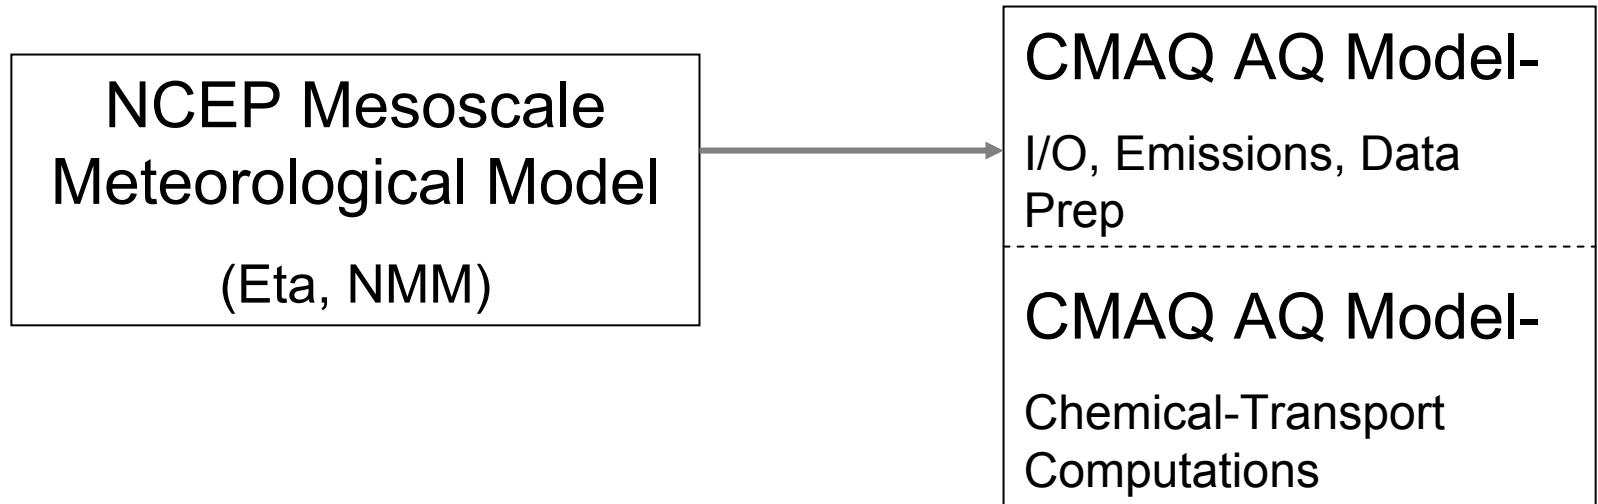 NCEP Mesoscale
Meteorological Model
(Eta, NMM)
CMAQ AQ Model-
I/O, Emissions, Data
Prep
CMAQ AQ Model-
Chemical-Transport
Computations